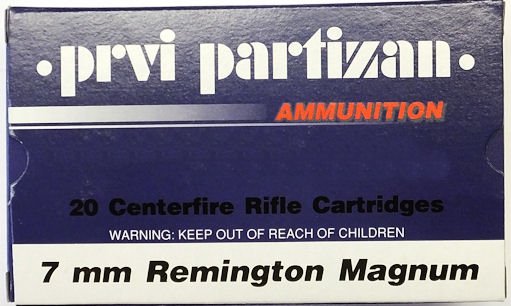 • prvi partizan •
AMMUNITION
20 Centerfire Rifle Cartridges
WARNING: KEEP OUT OF REACH OF CHILDREN
7 mm Remington Magnum